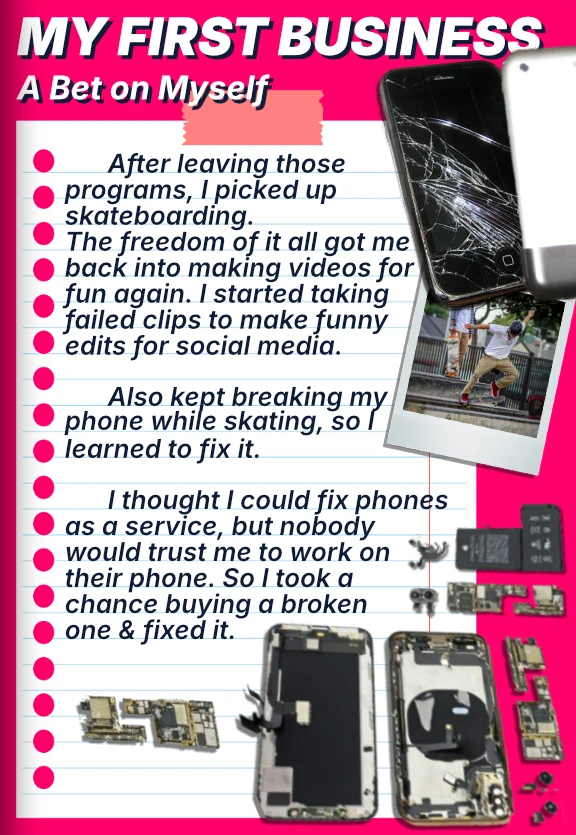 MY FIRST BUSINESS
A Bet on Myself
After leaving those
programs, I picked up
skateboarding.
The freedom of it all got me
back into making videos for
fun again. I started taking
failed clips to make funny
edits for social media.
Also kept breaking my
phone while skating, so I
learned to fix it.
I thought I could fix phones
as a service, but nobody
would trust me to work on
their phone. So I took a
chance buying a broken
one & fixed it.